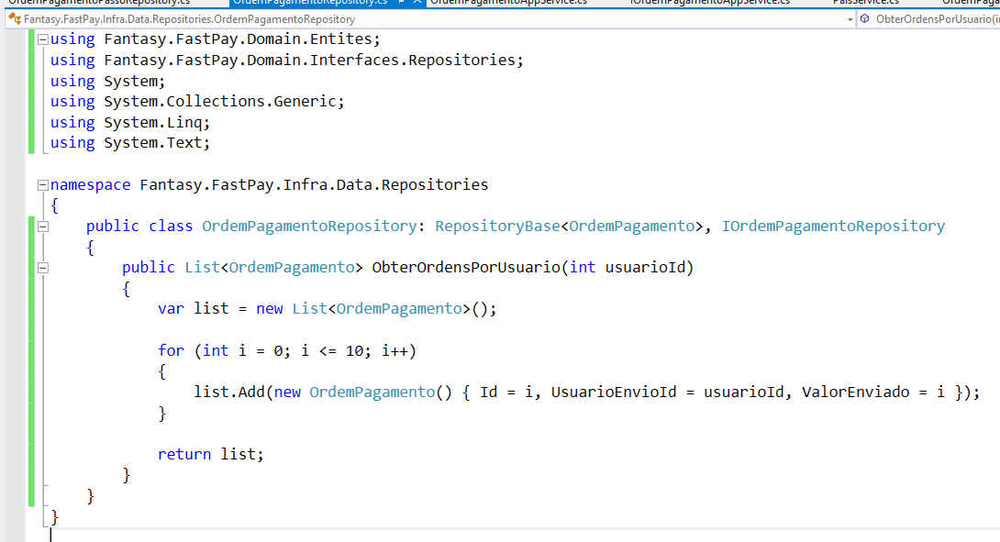 OrdemPagamentoPassoRepository.cs OrdemPagamentoRepository.cs OrdemPagamentoAppService.cs IOrdemPagamentoAppService.cs PaisService.cs
Fantasy.FastPay.Infra.Data.Repositories.OrdemPagamentoRepository ObterOrdensPorUsuario(i
using Fantasy.FastPay.Domain.Entites;
using Fantasy.FastPay.Domain.Interfaces.Repositories;
using System;
using System.Collections.Generic;
using System.Linq;
using System.Text;
namespace Fantasy.FastPay.Infra.Data.Repositories
{
public class OrdemPagamentoRepository: RepositoryBase<OrdemPagamento>, IOrdemPagamentoRepository
{
public List<OrdemPagamento> ObterOrdensPorUsuario(int usuarioId)
{
var list = new List<OrdemPagamento>();
for (int i = 0; i <= 10; i++)
{
list.Add(new OrdemPagamento() { Id = i, UsuarioEnvioId = usuarioId, ValorEnviado = i });
}
return list;
}
}
}